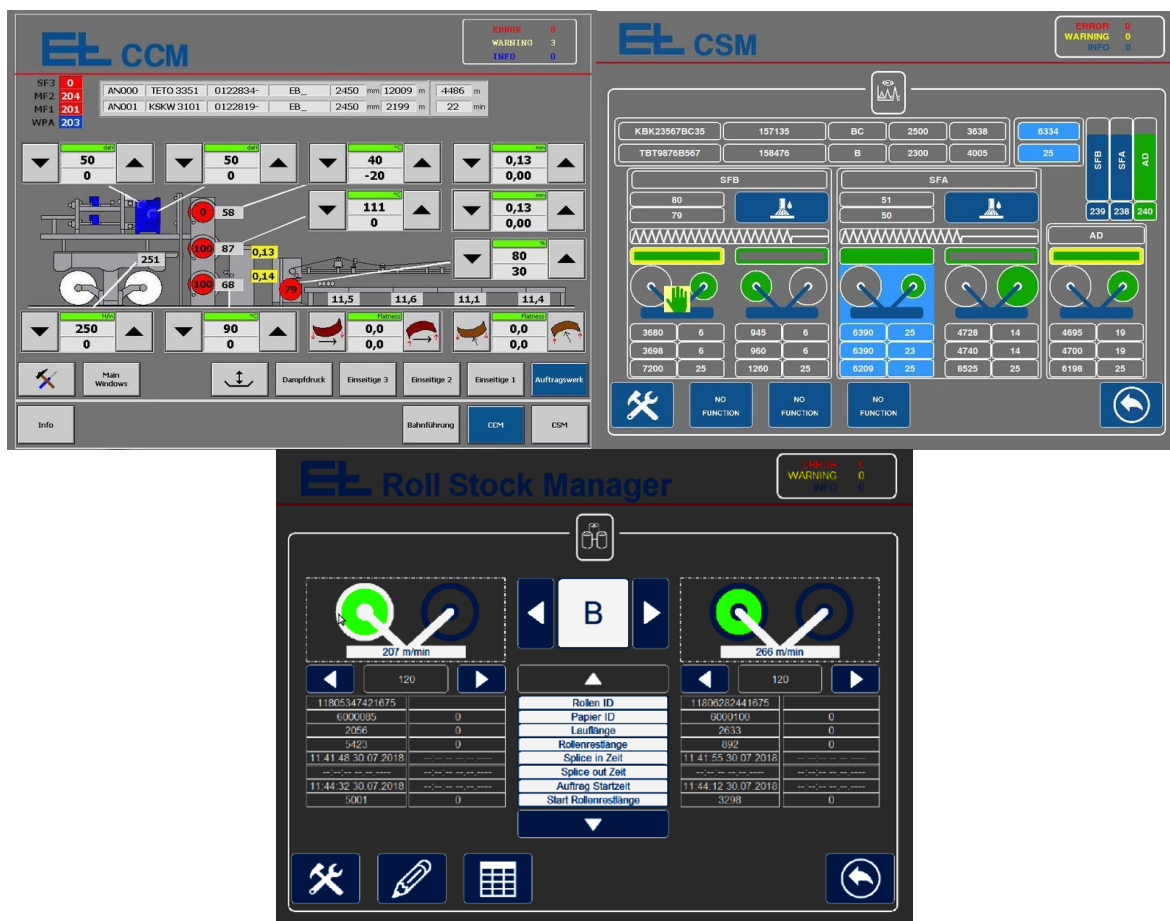 EL CCM
ERROR 0
WARNING 3
INFO 0
SF3 0
MF2 204
MF1 201
WPA 203
AN000 TETO 3351 0122834- EB_ 2450 mm 12009 m 4486 m
AN001 KSKW 3101 0122819- EB_ 2450 mm 2199 m 22 min
daN daN °C mm
50 50 40 0,13
0 0 -20 0,00
°C mm
111 0,13
0 0,00
%
80
30
0 58
100 87 0,13
251
100 68 0,14
79
11,5 11,6 11,1 11,4
N/m °C Flatness Flatness
250 90 0,0 0,0
0 0 0,0 0,0
Main Windows
Dampfdruck Einseitige 3 Einseitige 2 Einseitige 1 Auftragswerk
Info Bahnführung CCM CSM
EL CSM
ERROR 0
WARNING 0
INFO 0
KBK23567BC35 157135 BC 2500 3638 6334
TBT9876B567 158476 B 2300 4005 25
SFB SFA AD
239 238 240
SFB SFA
80 51
79 50
AD
3680 6 945 6 6390 25 4728 14 4695 19
3698 6 960 6 6390 23 4740 14 4700 19
7200 25 1260 25 6209 25 8525 25 6198 25
NO FUNCTION
NO FUNCTION
NO FUNCTION
EL Roll Stock Manager
ERROR 0
WARNING 0
INFO 0
B
207 m/min 266 m/min
120 120
11805347421675 Rollen ID 11806282441675
6000085 0 Papier ID 6000100 0
2056 0 Lauflänge 2633 0
5423 0 Rollenrestlänge 892 0
11:41:48 30.07.2018 --:--:-- --.--.---- Splice in Zeit 11:41:55 30.07.2018 --:--:-- --.--.----
--:--:-- --.--.---- --:--:-- --.--.---- Splice out Zeit --:--:-- --.--.---- --:--:-- --.--.----
11:44:32 30.07.2018 --:--:-- --.--.---- Auftrag Startzeit 11:44:12 30.07.2018 --:--:-- --.--.----
5001 0 Start Rollenrestlänge 3298 0